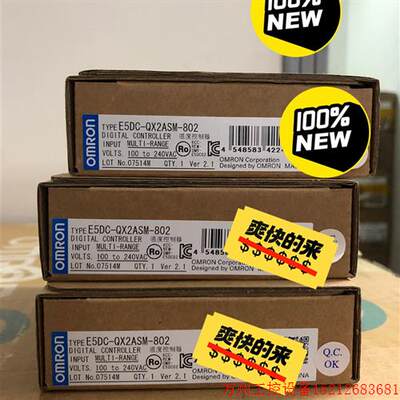 100%
NEW
100%
NEW
OMRON
TYPE E5DC-QX2ASM-802
DIGITAL CONTROLLER 温度控制器
INPUT MULTI-RANGE
VOLTS. 100 to 240VAC
LOT No.07514M QTY. 1 Ver 2.1
4 548583 4224
OMRON Corporation
Designed by OMRON MA
OMRON
TYPE E5DC-QX2ASM-802
DIGITAL CONTROLLER 温度控制器
INPUT MULTI-RANGE
VOLTS. 100 to 240VAC
LOT No.07514M QTY. 1 Ver 2.1
OMRON
Designed by OM
爽快的来
$$$$$$
OMRON
TYPE E5DC-QX2ASM-802
DIGITAL CONTROLLER 温度控制器
INPUT MULTI-RANGE
VOLTS. 100 to 240VAC
LOT No.07514M QTY. 1 Ver 2.1
爽快的来
$$$$$$
Q.C.
OK